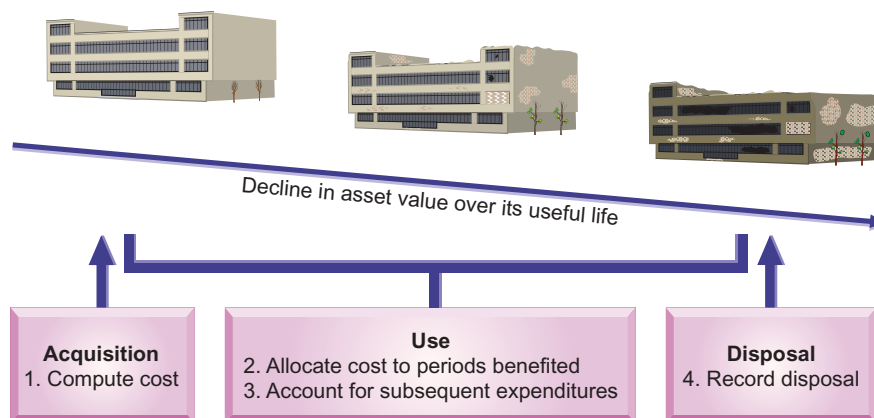 Decline in asset value over its useful life
Acquisition
1. Compute cost
Use
2. Allocate cost to periods benefited
3. Account for subsequent expenditures
Disposal
4. Record disposal